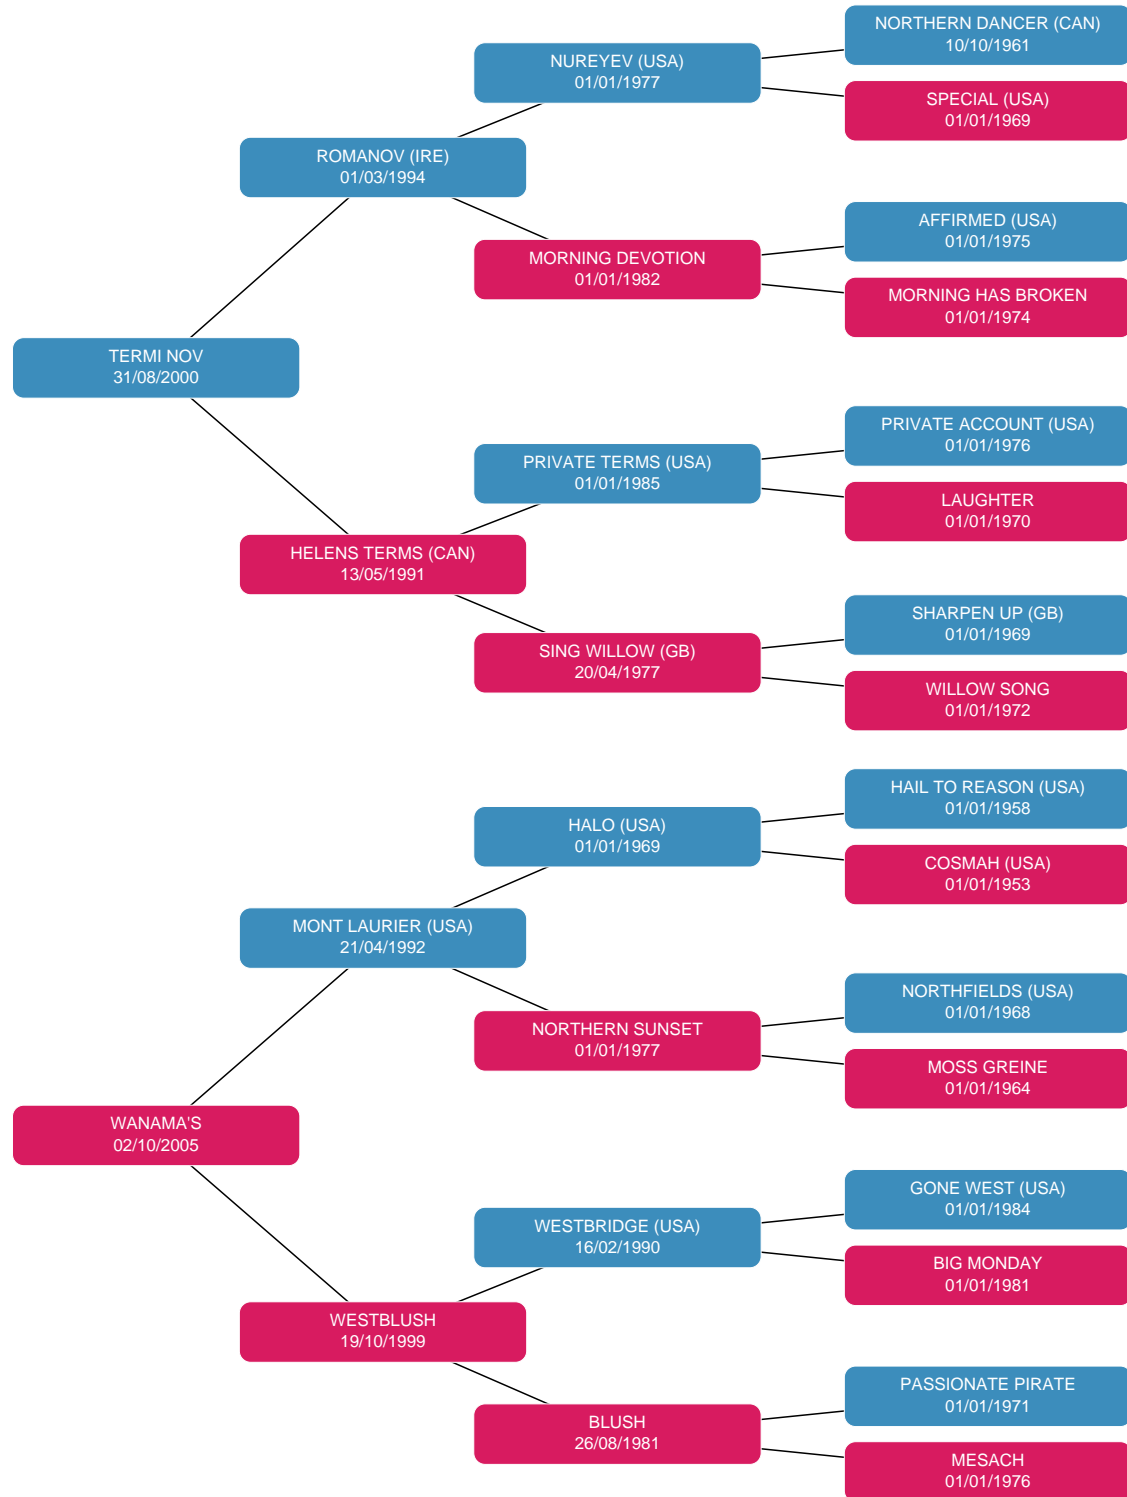 NORTHERN DANCER (CAN)
10/10/1961
NUREYEV (USA)
01/01/1977
SPECIAL (USA)
01/01/1969
ROMANOV (IRE)
01/03/1994
AFFIRMED (USA)
01/01/1975
MORNING DEVOTION
01/01/1982
MORNING HAS BROKEN
01/01/1974
TERMI NOV
31/08/2000
PRIVATE ACCOUNT (USA)
01/01/1976
PRIVATE TERMS (USA)
01/01/1985
LAUGHTER
01/01/1970
HELENS TERMS (CAN)
13/05/1991
SHARPEN UP (GB)
01/01/1969
SING WILLOW (GB)
20/04/1977
WILLOW SONG
01/01/1972
HAIL TO REASON (USA)
01/01/1958
HALO (USA)
01/01/1969
COSMAH (USA)
01/01/1953
MONT LAURIER (USA)
21/04/1992
NORTHFIELDS (USA)
01/01/1968
NORTHERN SUNSET
01/01/1977
MOSS GREINE
01/01/1964
WANAMA'S
02/10/2005
GONE WEST (USA)
01/01/1984
WESTBRIDGE (USA)
16/02/1990
BIG MONDAY
01/01/1981
WESTBLUSH
19/10/1999
PASSIONATE PIRATE
01/01/1971
BLUSH
26/08/1981
MESACH
01/01/1976